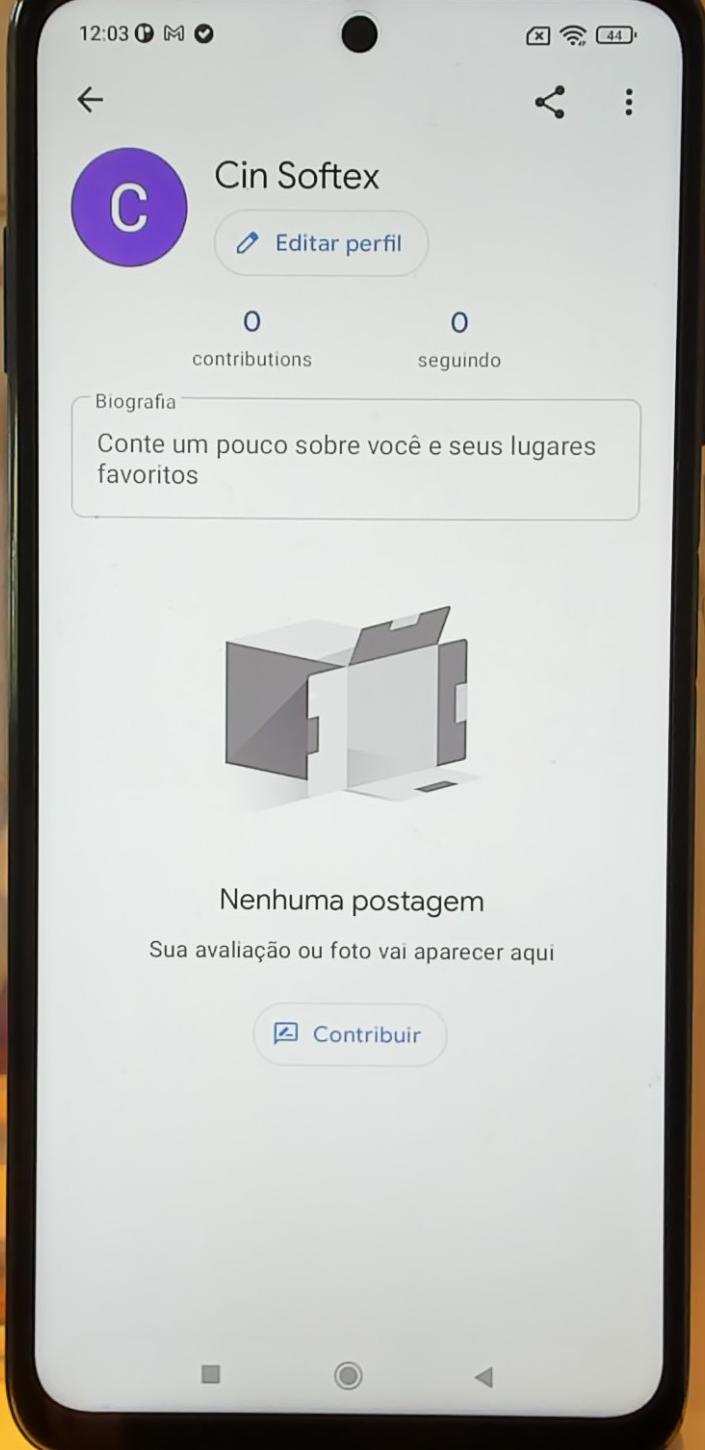 12:03
44
C
Cin Softex
Editar perfil
0
0
contributions
seguindo
Biografia
Conte um pouco sobre você e seus lugares
favoritos
Nenhuma postagem
Sua avaliação ou foto vai aparecer aqui
Contribuir